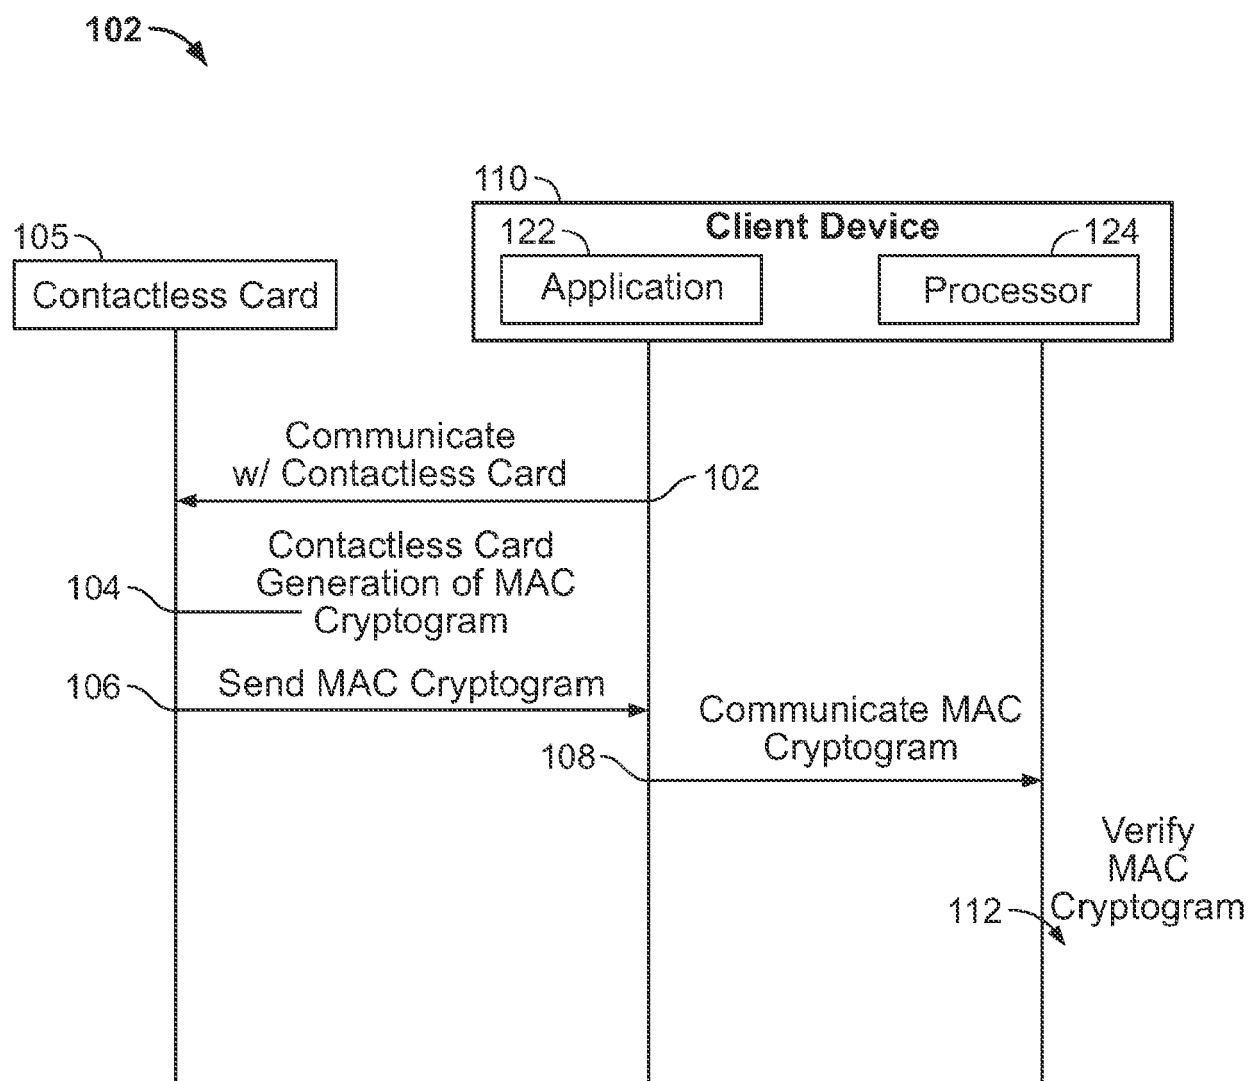 102
110
Client Device
105
122
124
Contactless Card
Application
Processor
Communicate
w/ Contactless Card
102
Contactless Card
Generation of MAC
Cryptogram
104
Send MAC Cryptogram
106
Communicate MAC
Cryptogram
108
Verify
MAC
Cryptogram
112